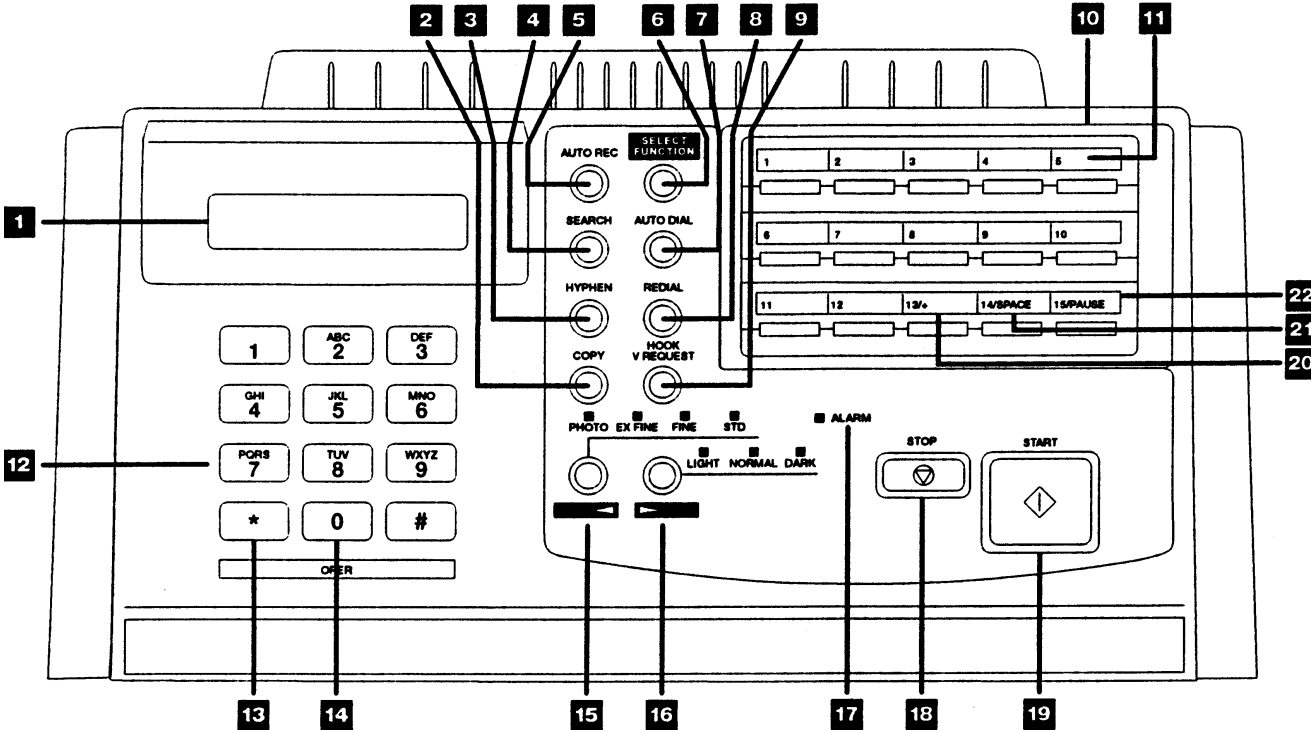 2 3 4 5 6 7 8 9 10 11
AUTO REC
SELECT
FUNCTION
1 2 3 4 5
1
SEARCH AUTO DIAL
6 7 8 9 10
HYPHEN REDIAL
11 12 13/+ 14/SPACE 15/PAUSE
22
21
20
1
ABC
2
DEF
3
COPY
HOOK
V REQUEST
GHI
4
JKL
5
MNO
6
PHOTO EX FINE FINE STD
ALARM
12
PQRS
7
TUV
8
WXYZ
9
LIGHT NORMAL DARK
STOP
START
* 0 #
OPER
13 14 15 16 17 18 19